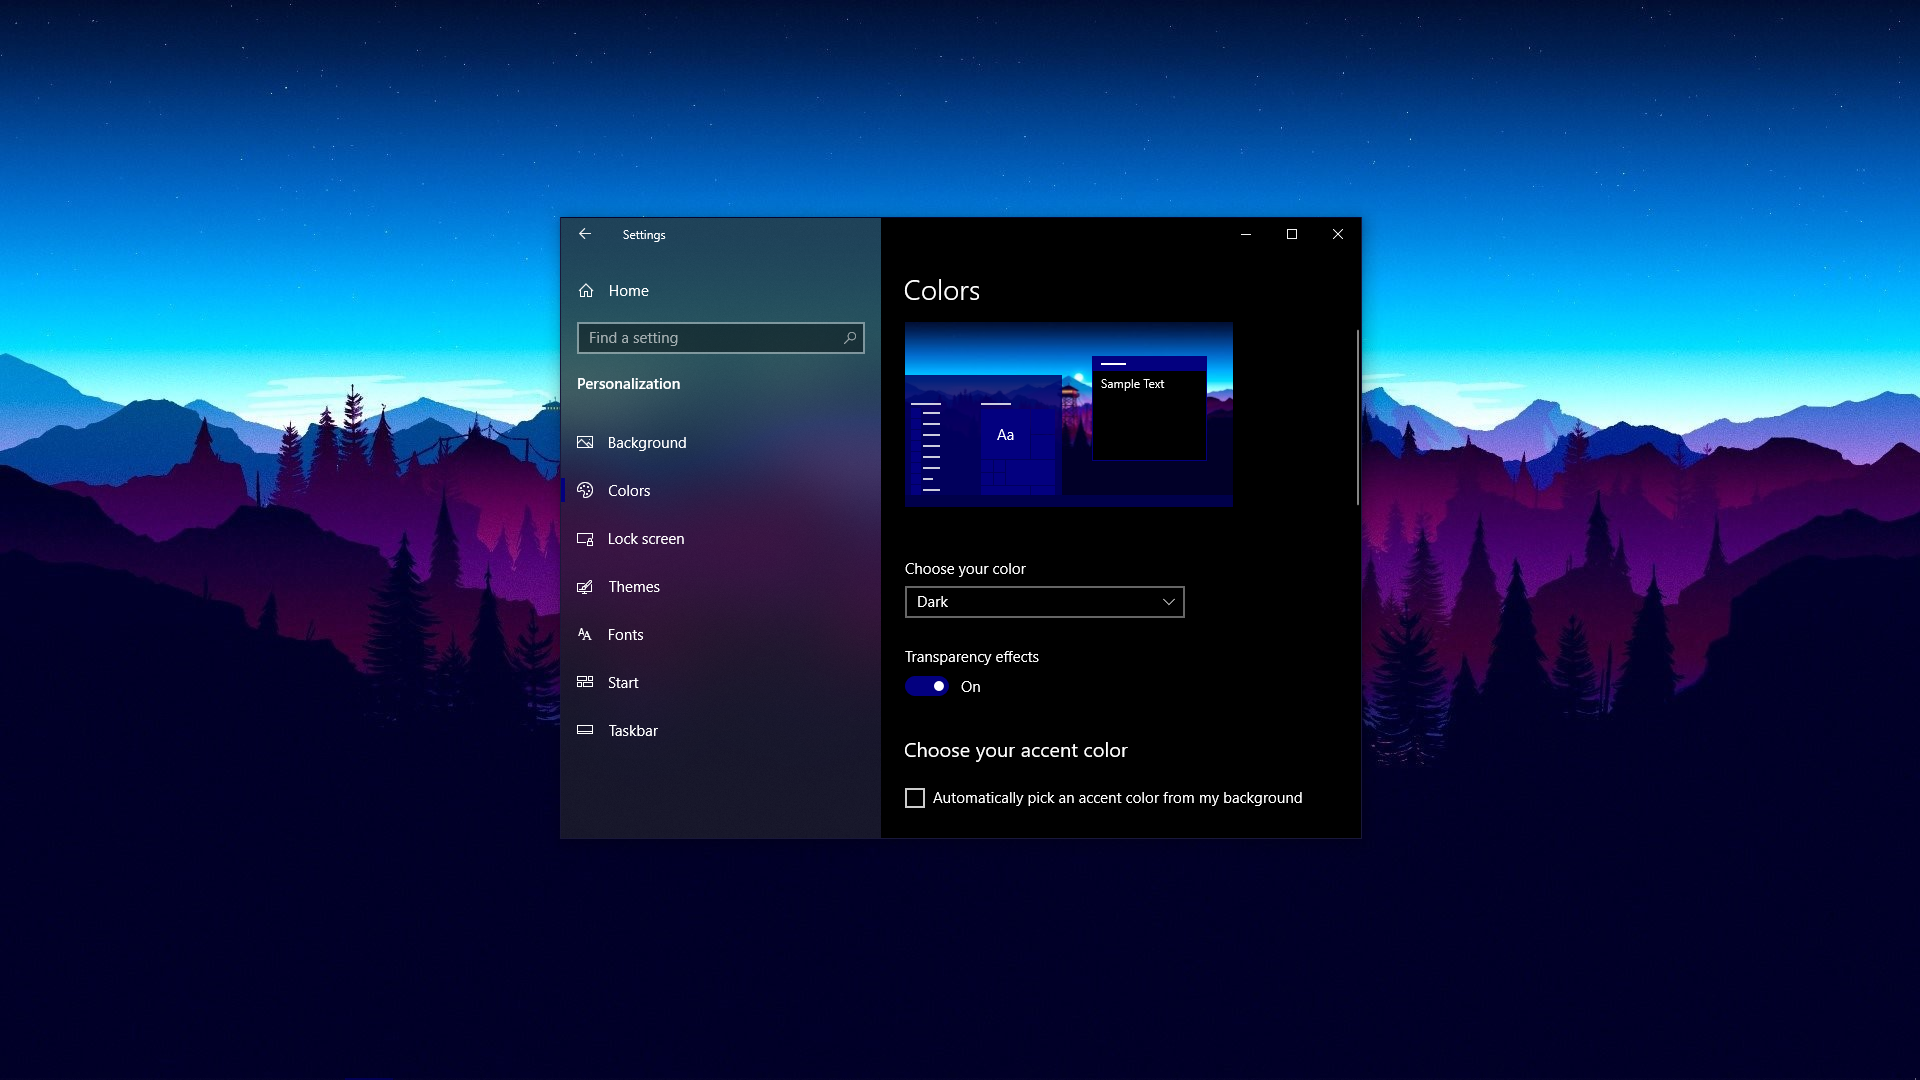 Settings
Home
Find a setting
Personalization
Background
Colors
Lock screen
Themes
Fonts
Start
Taskbar
Colors
Sample Text
Aa
Choose your color
Dark
Transparency effects
On
Choose your accent color
Automatically pick an accent color from my background